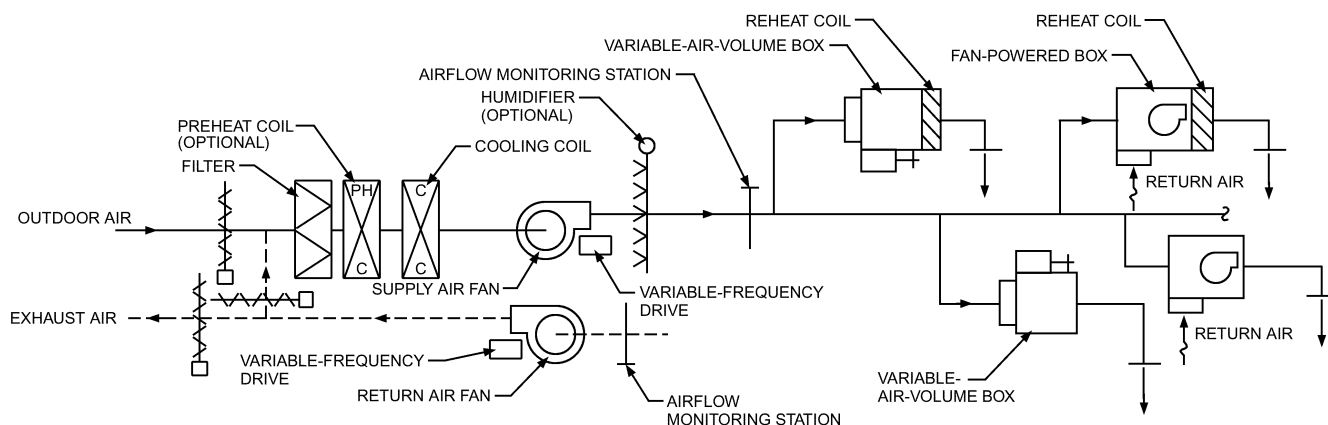 REHEAT COIL
REHEAT COIL
VARIABLE-AIR-VOLUME BOX
FAN-POWERED BOX
AIRFLOW MONITORING STATION
HUMIDIFIER
(OPTIONAL)
PREHEAT COIL
(OPTIONAL)
COOLING COIL
FILTER
PH
C
C
C
RETURN AIR
OUTDOOR AIR
SUPPLY AIR FAN
VARIABLE-FREQUENCY
DRIVE
EXHAUST AIR
RETURN AIR
VARIABLE-FREQUENCY
DRIVE
RETURN AIR FAN
VARIABLE-
AIR-VOLUME BOX
AIRFLOW
MONITORING STATION